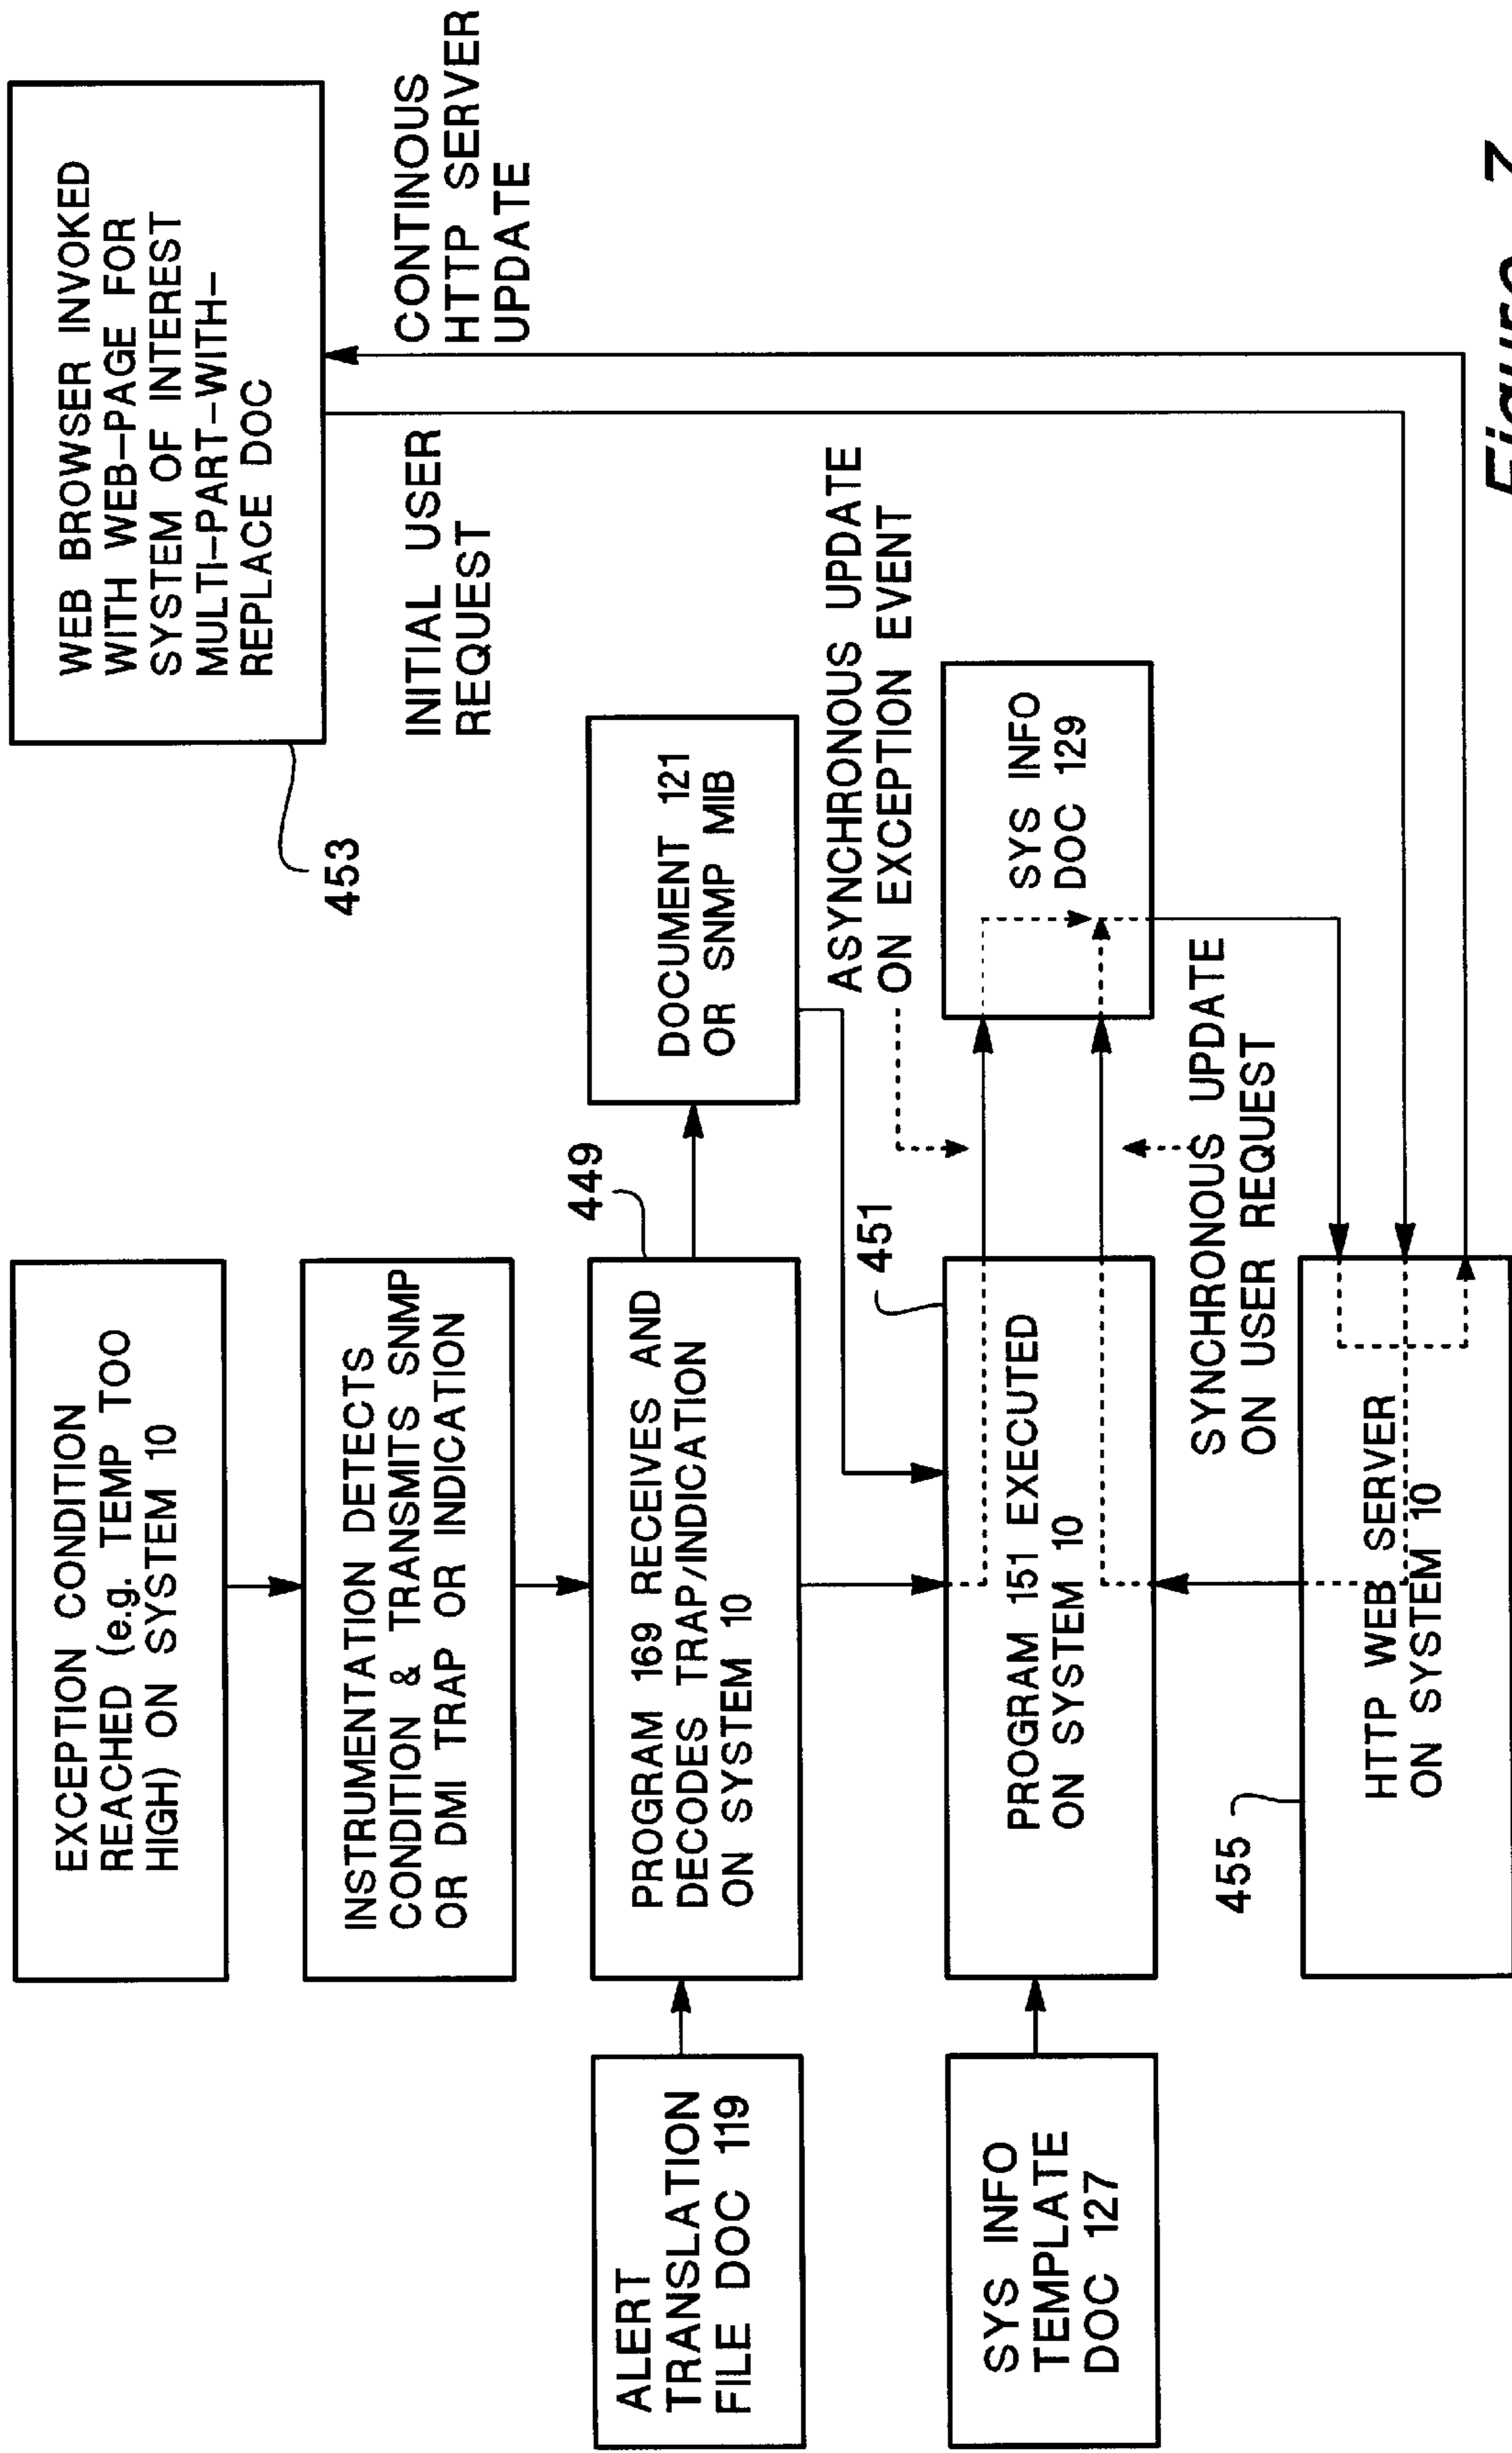 EXCEPTION CONDITION
REACHED (e.g. TEMP TOO
HIGH) ON SYSTEM 10
INSTRUMENTATION DETECTS
CONDITION & TRANSMITS SNMP
OR DMI TRAP OR INDICATION
ALERT
TRANSLATION
FILE DOC 119
PROGRAM 169 RECEIVES AND
DECODES TRAP/INDICATION
ON SYSTEM 10
449
DOCUMENT 121
OR SNMP MIB
SYS INFO
TEMPLATE
DOC 127
PROGRAM 151 EXECUTED
ON SYSTEM 10
451
ASYNCHRONOUS UPDATE
ON EXCEPTION EVENT
SYS INFO
DOC 129
SYNCHRONOUS UPDATE
ON USER REQUEST
455
HTTP WEB SERVER
ON SYSTEM 10
WEB BROWSER INVOKED
WITH WEB-PAGE FOR
SYSTEM OF INTEREST
MULTI-PART-WITH-
REPLACE DOC
453
INITIAL USER
REQUEST
CONTINOUS
HTTP SERVER
UPDATE
Figure 7